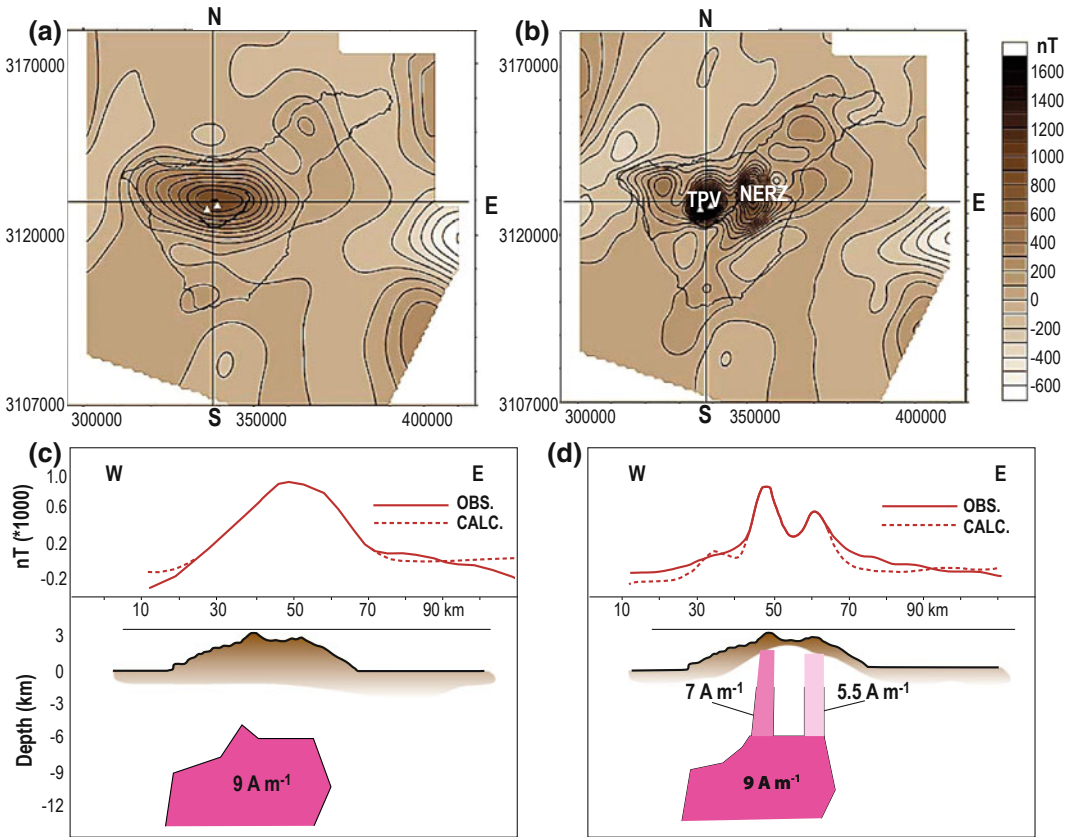 N
(a)
3170000
E
3120000
3107000
S
300000 350000 400000
N
(b)
3170000
TPV NERZ
E
3120000
3107000
S
300000 350000 400000
nT
1600
1400
1200
1000
800
600
400
200
0
-200
-400
-600
(c)
W E
nT (*1000)
1.0
0.6
0.2
-0.2
OBS.
CALC.
10 30 50 70 90 km
Depth (km)
3
0
-3
-6
-9
-12
9 A m-1
(d)
W E
OBS.
CALC.
10 30 50 70 90 km
7 A m-1 5.5 A m-1
9 A m-1